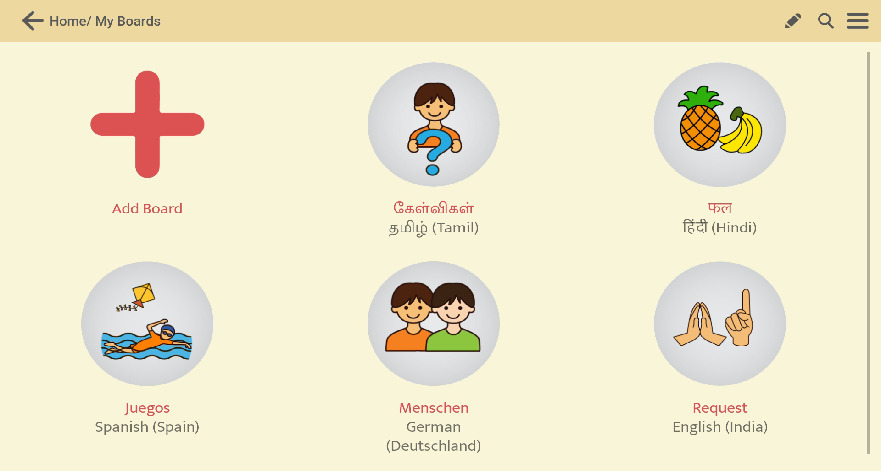 Home/ My Boards
Add Board
கேள்விகள்
தமிழ் (Tamil)
फल
हिंदी (Hindi)
Juegos
Spanish (Spain)
Menschen
German
(Deutschland)
Request
English (India)